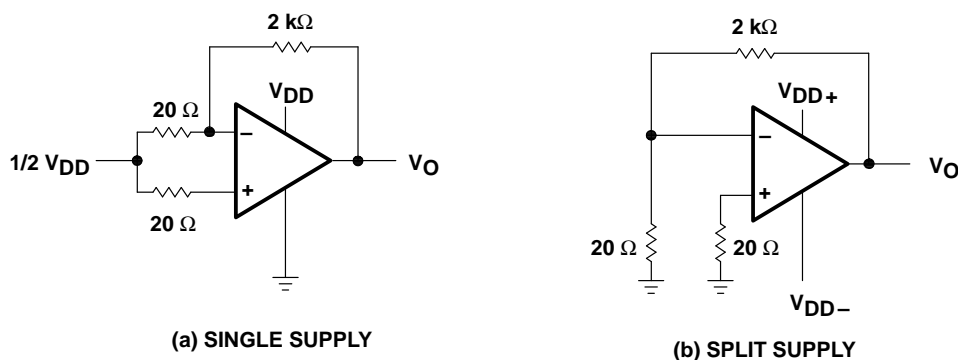 2 kΩ
VDD
20 Ω
−
1/2 VDD
+
20 Ω
VO
(a) SINGLE SUPPLY
2 kΩ
VDD+
−
+
VO
20 Ω
20 Ω
VDD−
(b) SPLIT SUPPLY